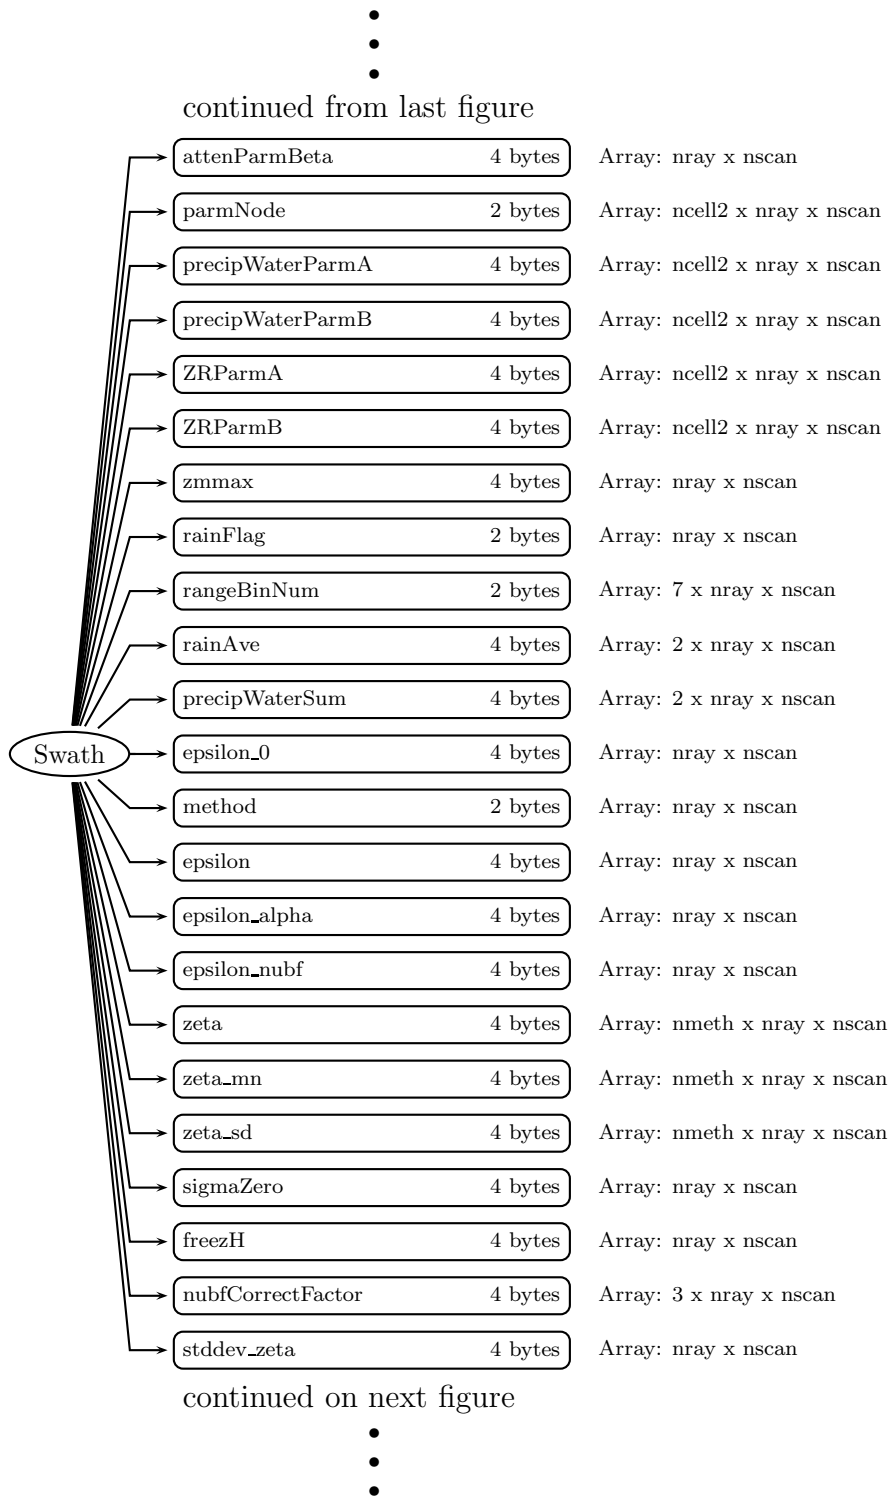 continued from last figure
attenParmBeta 4 bytes Array: nray x nscan
parmNode 2 bytes Array: ncell2 x nray x nscan
precipWaterParmA 4 bytes Array: ncell2 x nray x nscan
precipWaterParmB 4 bytes Array: ncell2 x nray x nscan
ZRParmA 4 bytes Array: ncell2 x nray x nscan
ZRParmB 4 bytes Array: ncell2 x nray x nscan
zmmax 4 bytes Array: nray x nscan
rainFlag 2 bytes Array: nray x nscan
rangeBinNum 2 bytes Array: 7 x nray x nscan
rainAve 4 bytes Array: 2 x nray x nscan
precipWaterSum 4 bytes Array: 2 x nray x nscan
Swath epsilon_0 4 bytes Array: nray x nscan
method 2 bytes Array: nray x nscan
epsilon 4 bytes Array: nray x nscan
epsilon_alpha 4 bytes Array: nray x nscan
epsilon_nubf 4 bytes Array: nray x nscan
zeta 4 bytes Array: nmeth x nray x nscan
zeta_mn 4 bytes Array: nmeth x nray x nscan
zeta_sd 4 bytes Array: nmeth x nray x nscan
sigmaZero 4 bytes Array: nray x nscan
freezH 4 bytes Array: nray x nscan
nubfCorrectFactor 4 bytes Array: 3 x nray x nscan
stddev_zeta 4 bytes Array: nray x nscan
continued on next figure